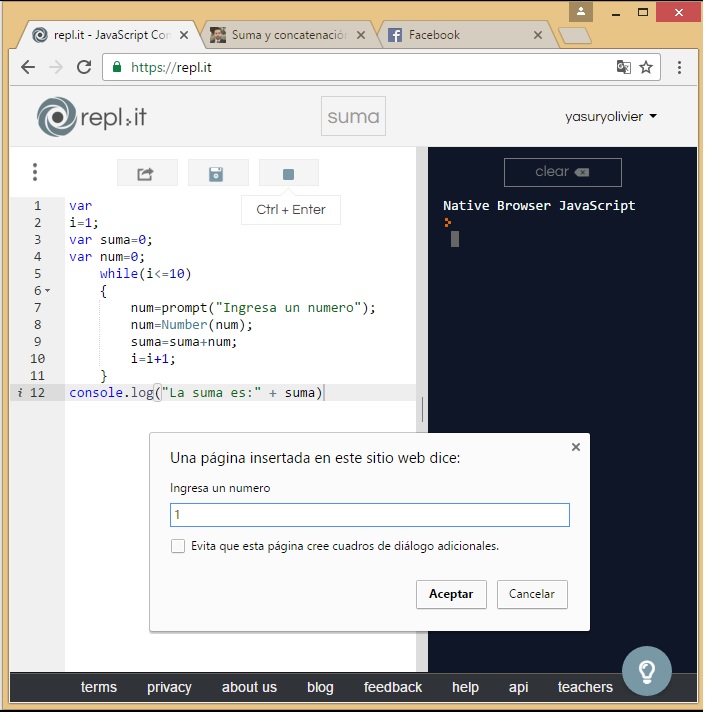 repl.it - JavaScript Con
Suma y concatenación
Facebook
https://repl.it
repl.it
suma
yasuryolivier
clear
Ctrl + Enter
Native Browser JavaScript
1 var
2 i=1;
3 var suma=0;
4 var num=0;
5 while(i<=10)
6 {
7 num=prompt("Ingresa un numero");
8 num=Number(num);
9 suma=suma+num;
10 i=i+1;
11 }
i 12 console.log("La suma es:" + suma)
Una página insertada en este sitio web dice:
Ingresa un numero
1
Evita que esta página cree cuadros de diálogo adicionales.
Aceptar Cancelar
terms privacy about us blog feedback help api teachers